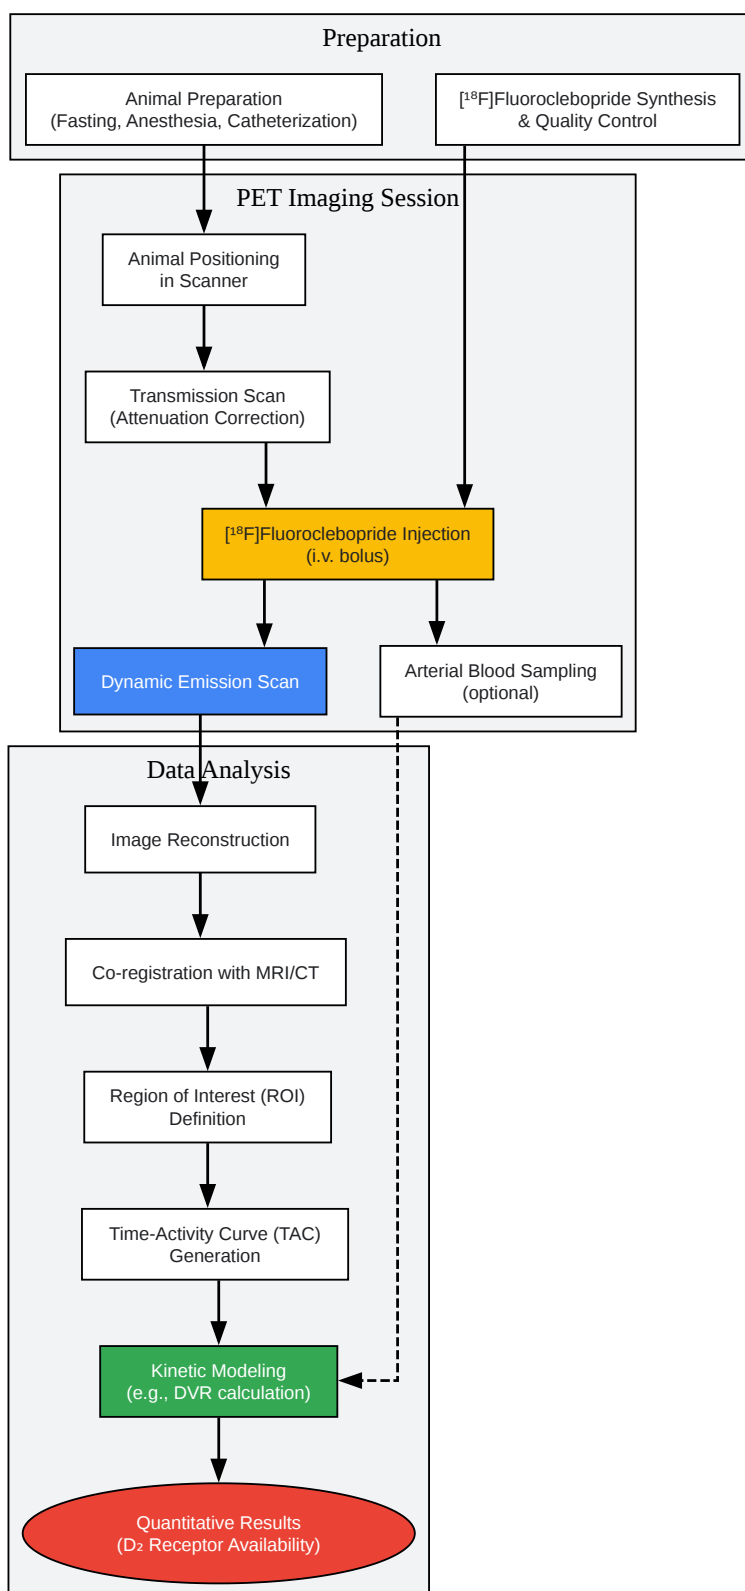 Preparation
Animal Preparation
(Fasting, Anesthesia, Catheterization)
[¹⁸F]Fluoroclebopride Synthesis
& Quality Control
PET Imaging Session
Animal Positioning
in Scanner
Transmission Scan
(Attenuation Correction)
[¹⁸F]Fluoroclebopride Injection
(i.v. bolus)
Dynamic Emission Scan
Arterial Blood Sampling
(optional)
Data Analysis
Image Reconstruction
Co-registration with MRI/CT
Region of Interest (ROI)
Definition
Time-Activity Curve (TAC)
Generation
Kinetic Modeling
(e.g., DVR calculation)
Quantitative Results
(D₂ Receptor Availability)